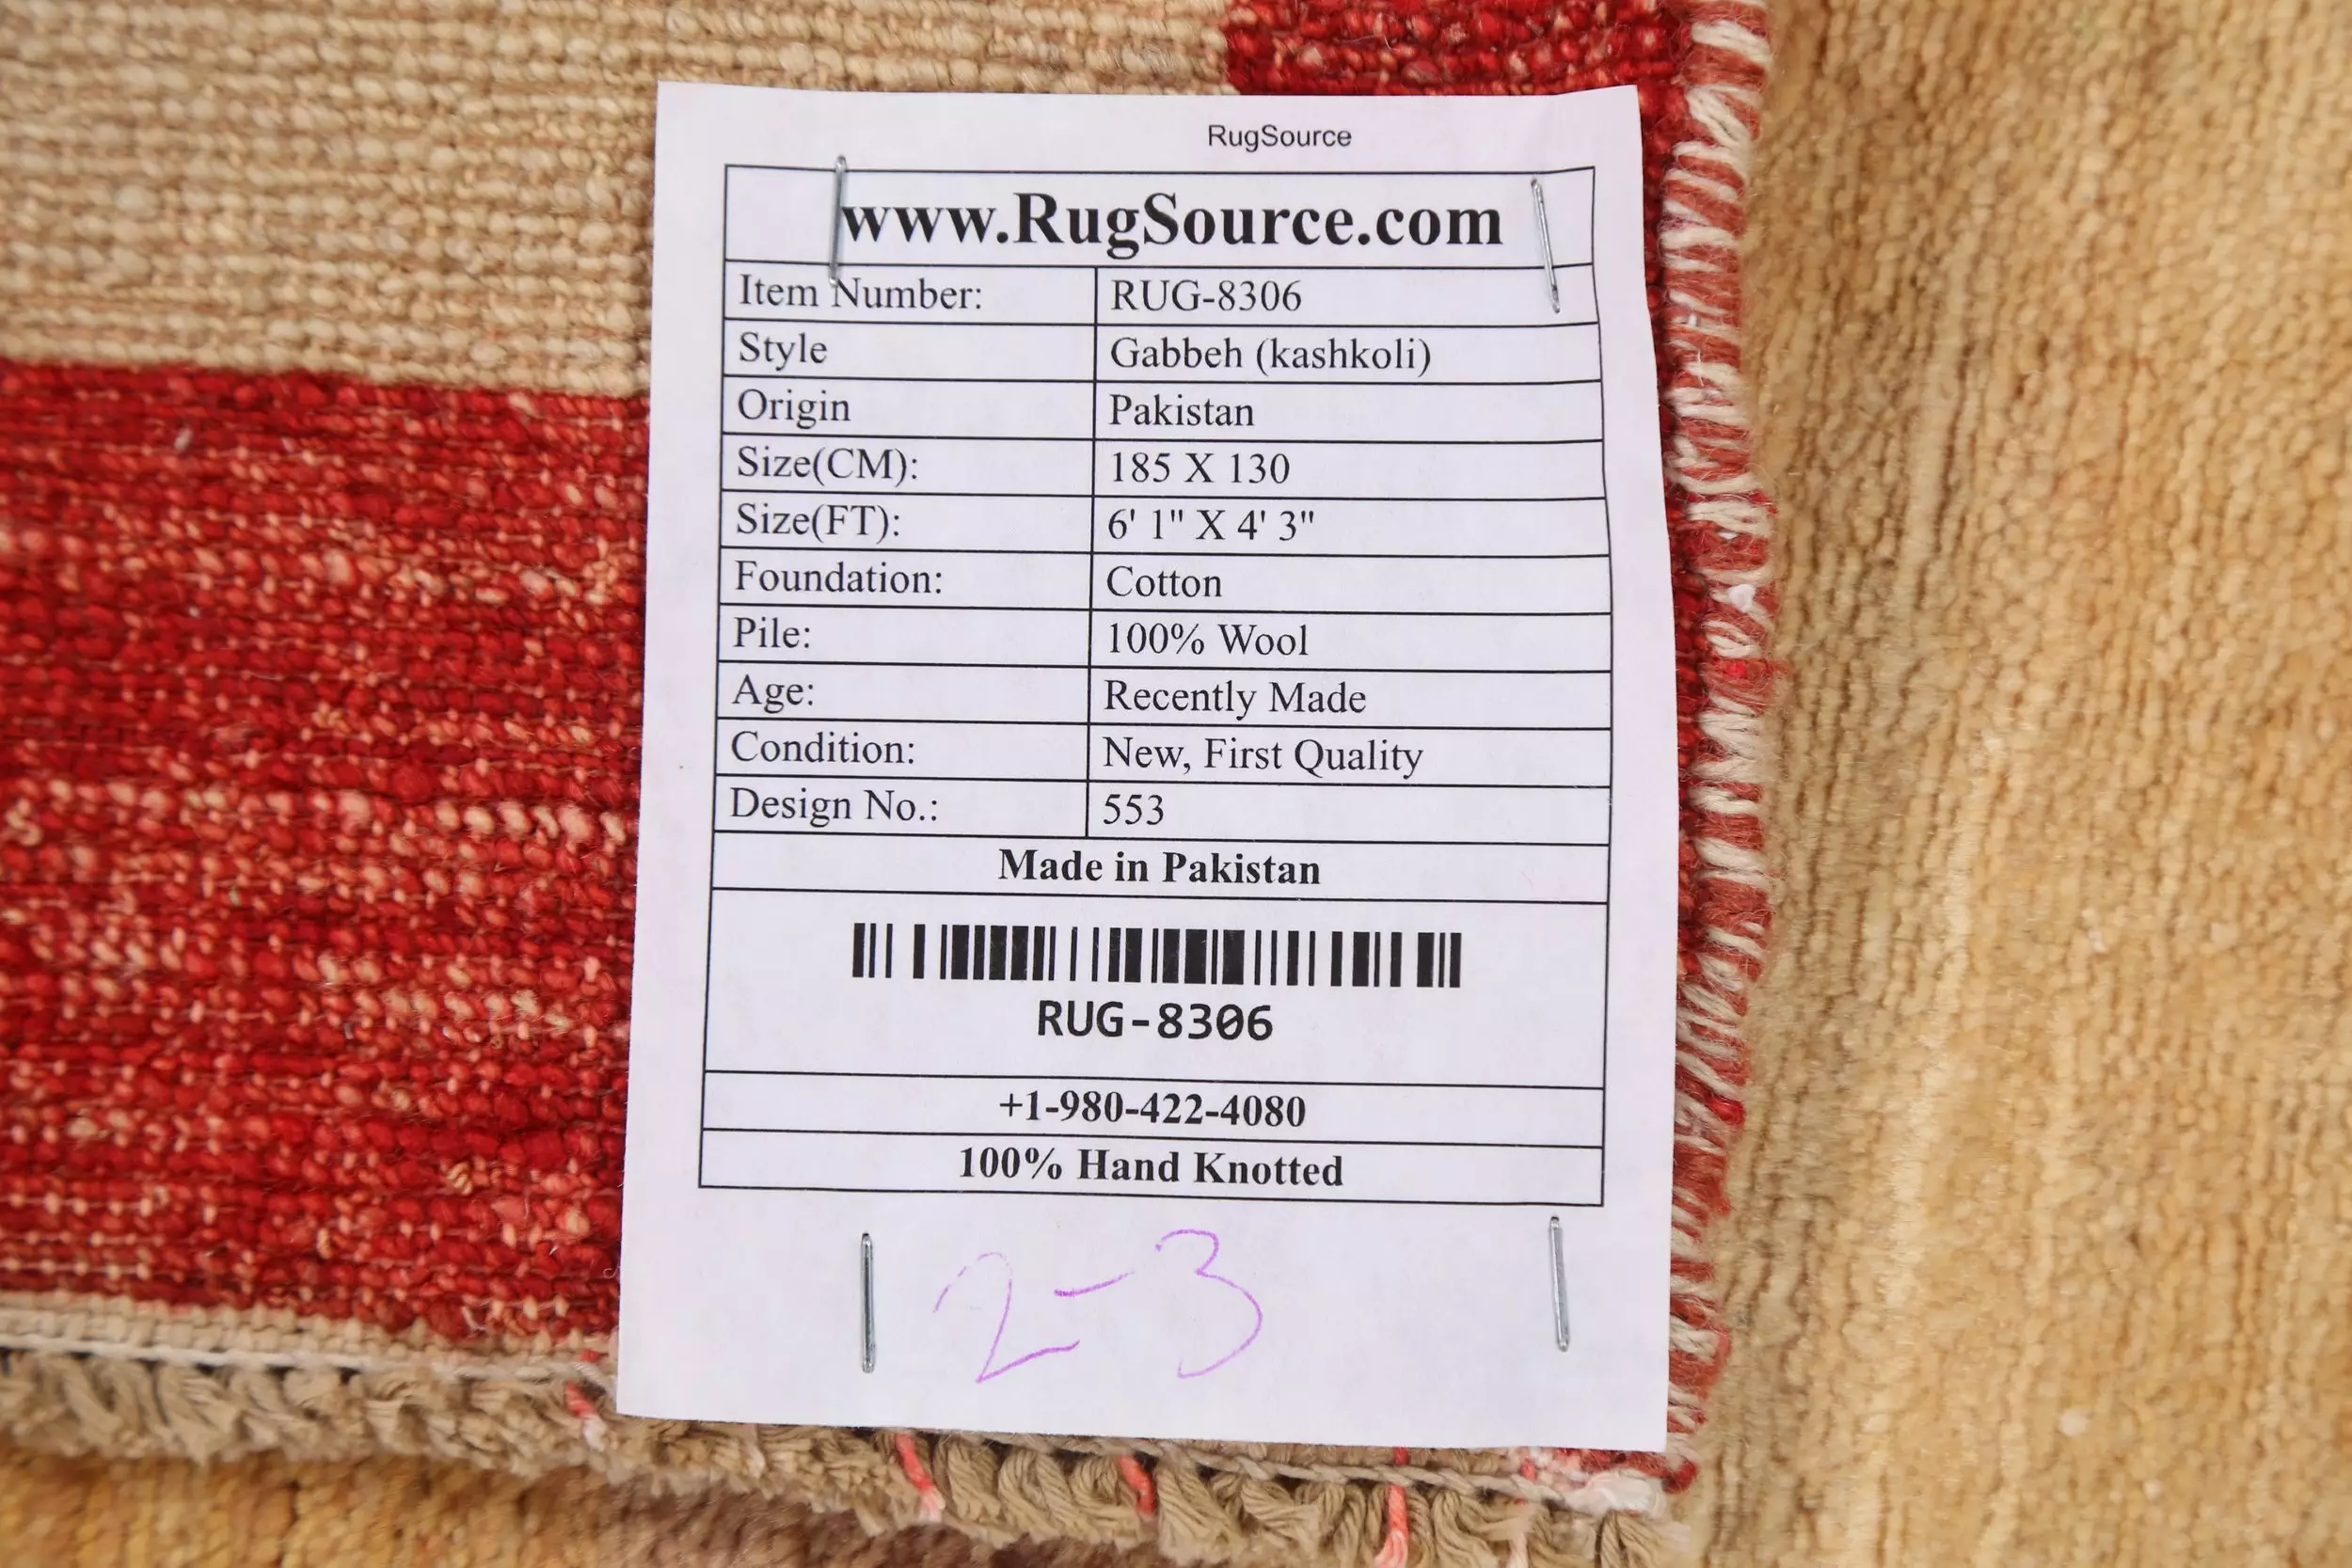 RugSource
www.RugSource.com
Item Number: RUG-8306
Style Gabbeh (kashkoli)
Origin Pakistan
Size(CM): 185 X 130
Size(FT): 6' 1" X 4' 3"
Foundation: Cotton
Pile: 100% Wool
Age: Recently Made
Condition: New, First Quality
Design No.: 553
Made in Pakistan
RUG-8306
+1-980-422-4080
100% Hand Knotted
2-3